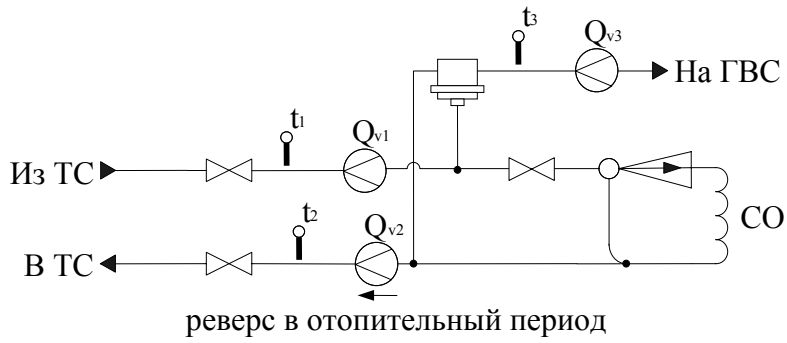 t3
Qv3
На ГВС
t1
Qv1
Из ТС
t2
Qv2
СО
В ТС
реверс в отопительный период